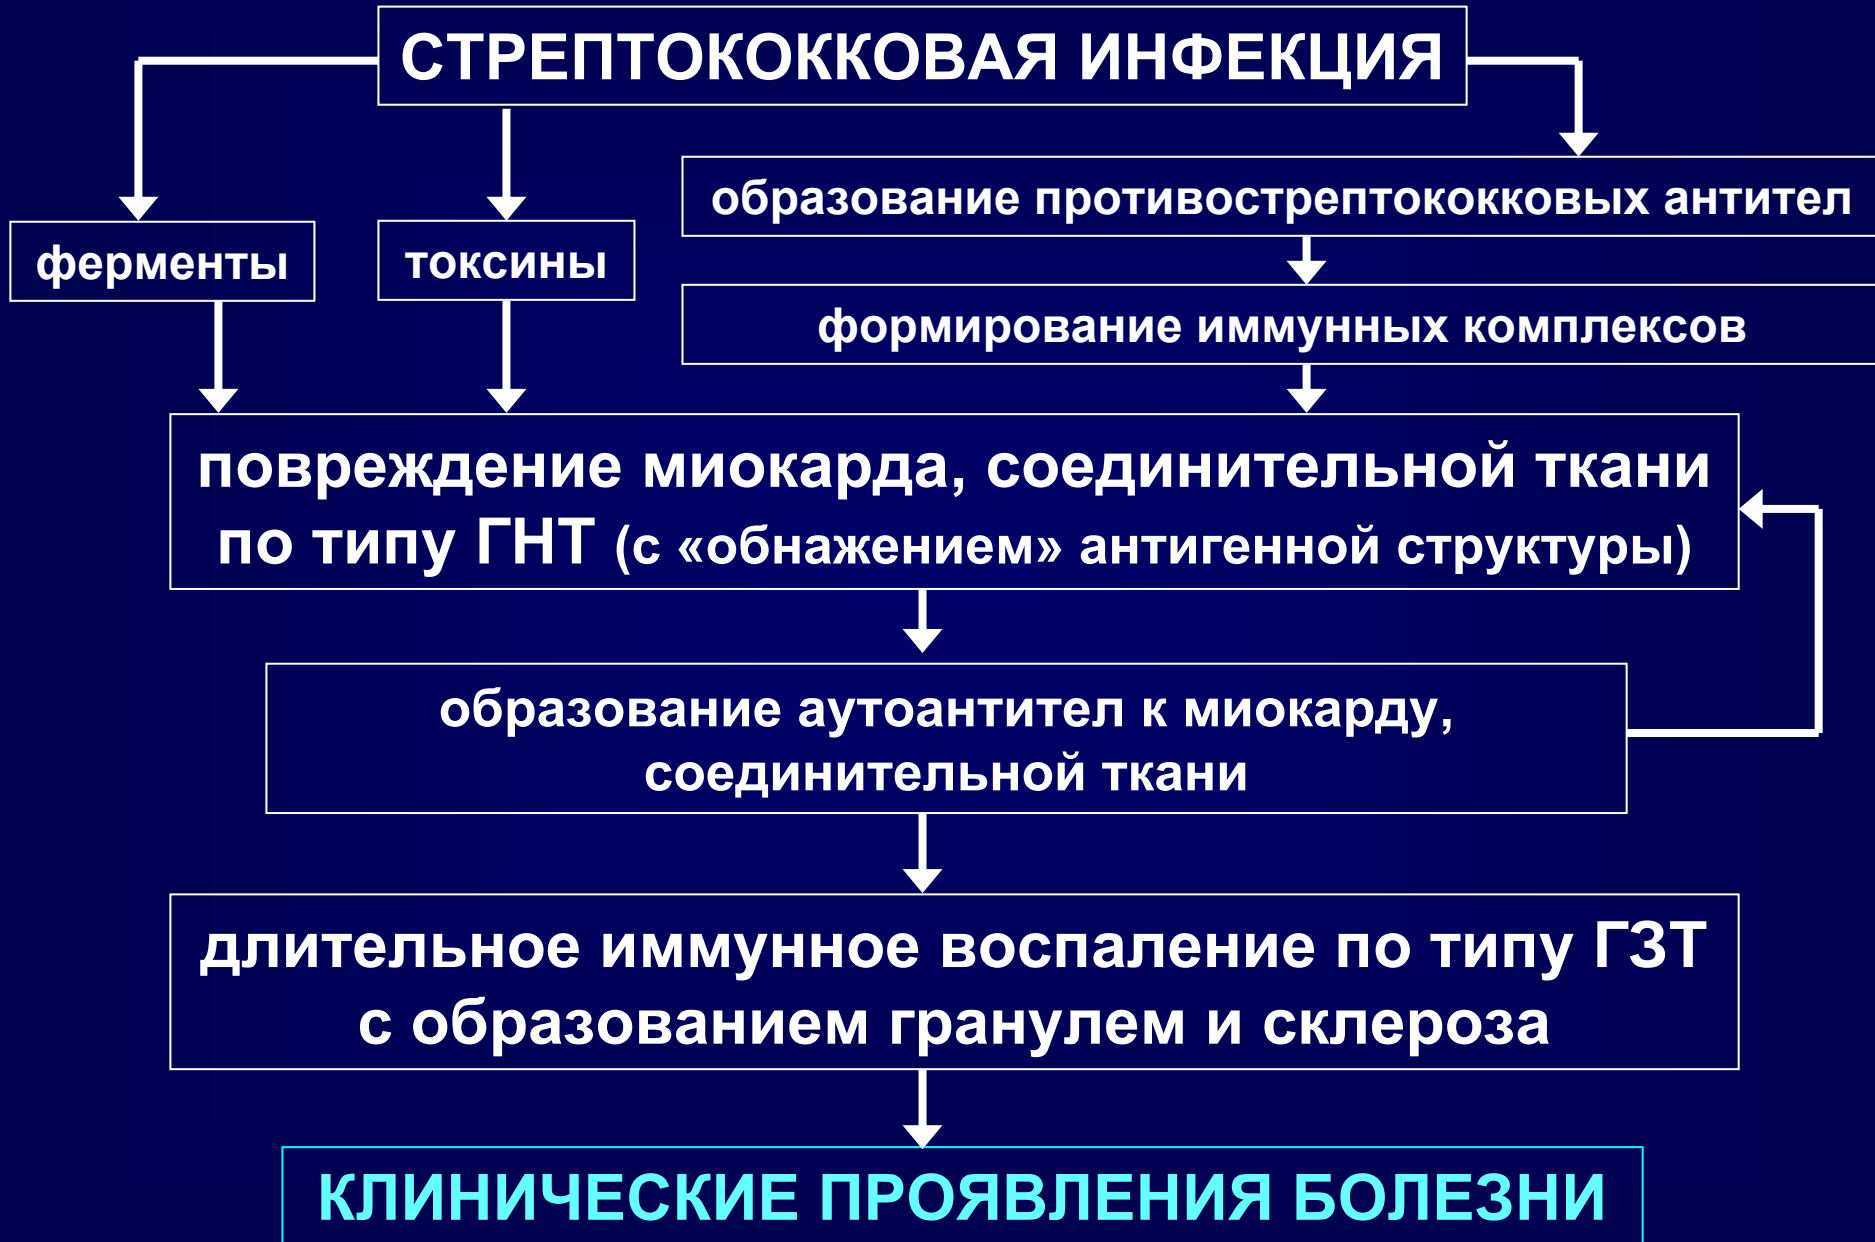 СТРЕПТОКОККОВАЯ ИНФЕКЦИЯ
ферменты
токсины
образование противострептококковых антител
формирование иммунных комплексов
повреждение миокарда, соединительной ткани
по типу ГНТ (с «обнажением» антигенной структуры)
образование аутоантител к миокарду,
соединительной ткани
длительное иммунное воспаление по типу ГЗТ
с образованием гранулем и склероза
КЛИНИЧЕСКИЕ ПРОЯВЛЕНИЯ БОЛЕЗНИ